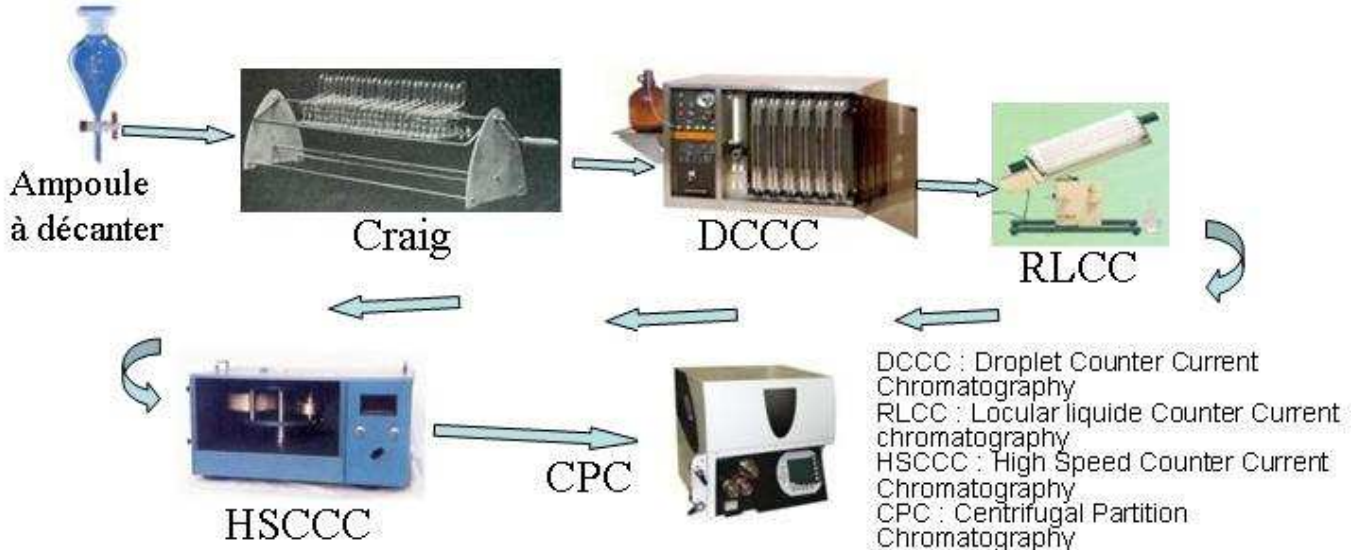 Ampoule
à décanter
Craig
DCCC
RLCC
HSCCC
CPC
DCCC : Droplet Counter Current
Chromatography
RLCC : Locular liquide Counter Current
chromatography
HSCCC : High Speed Counter Current
Chromatography
CPC : Centrifugal Partition
Chromatography